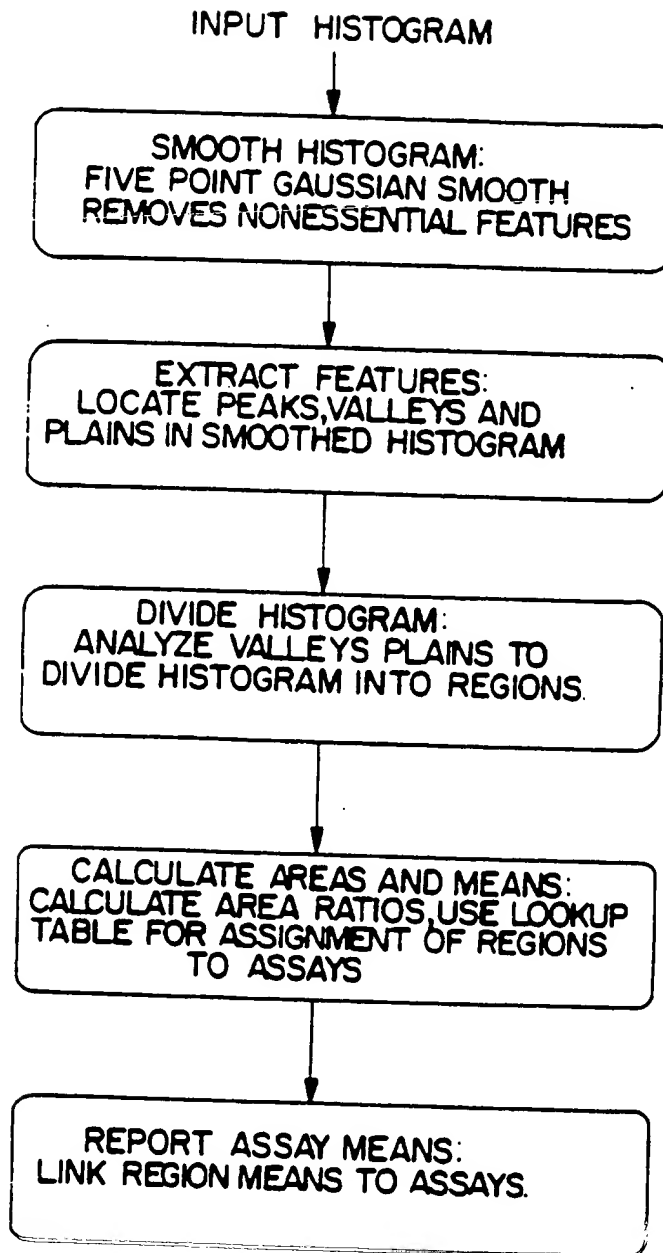 INPUT HISTOGRAM
SMOOTH HISTOGRAM:
FIVE POINT GAUSSIAN SMOOTH
REMOVES NONESSENTIAL FEATURES
EXTRACT FEATURES:
LOCATE PEAKS,VALLEYS AND
PLAINS IN SMOOTHED HISTOGRAM
DIVIDE HISTOGRAM:
ANALYZE VALLEYS PLAINS TO
DIVIDE HISTOGRAM INTO REGIONS.
CALCULATE AREAS AND MEANS:
CALCULATE AREA RATIOS,USE LOOKUP
TABLE FOR ASSIGNMENT OF REGIONS
TO ASSAYS
REPORT ASSAY MEANS:
LINK REGION MEANS TO ASSAYS.